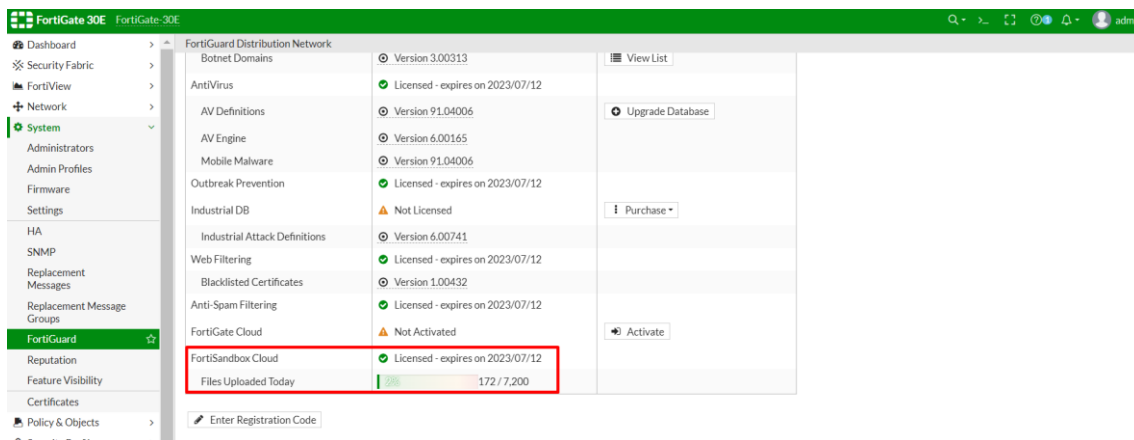 FortiGate 30E FortiGate-30E
adm
Dashboard
Security Fabric
FortiView
Network
System
Administrators
Admin Profiles
Firmware
Settings
HA
SNMP
Replacement
Messages
Replacement Message
Groups
FortiGuard
Reputation
Feature Visibility
Certificates
Policy & Objects
FortiGuard Distribution Network
Botnet Domains Version 3.00313 View List
AntiVirus Licensed - expires on 2023/07/12
AV Definitions Version 91.04006 Upgrade Database
AV Engine Version 6.00165
Mobile Malware Version 91.04006
Outbreak Prevention Licensed - expires on 2023/07/12
Industrial DB Not Licensed Purchase
Industrial Attack Definitions Version 6.00741
Web Filtering Licensed - expires on 2023/07/12
Blacklisted Certificates Version 1.00432
Anti-Spam Filtering Licensed - expires on 2023/07/12
FortiGate Cloud Not Activated Activate
FortiSandbox Cloud Licensed - expires on 2023/07/12
Files Uploaded Today 172 / 7,200
Enter Registration Code